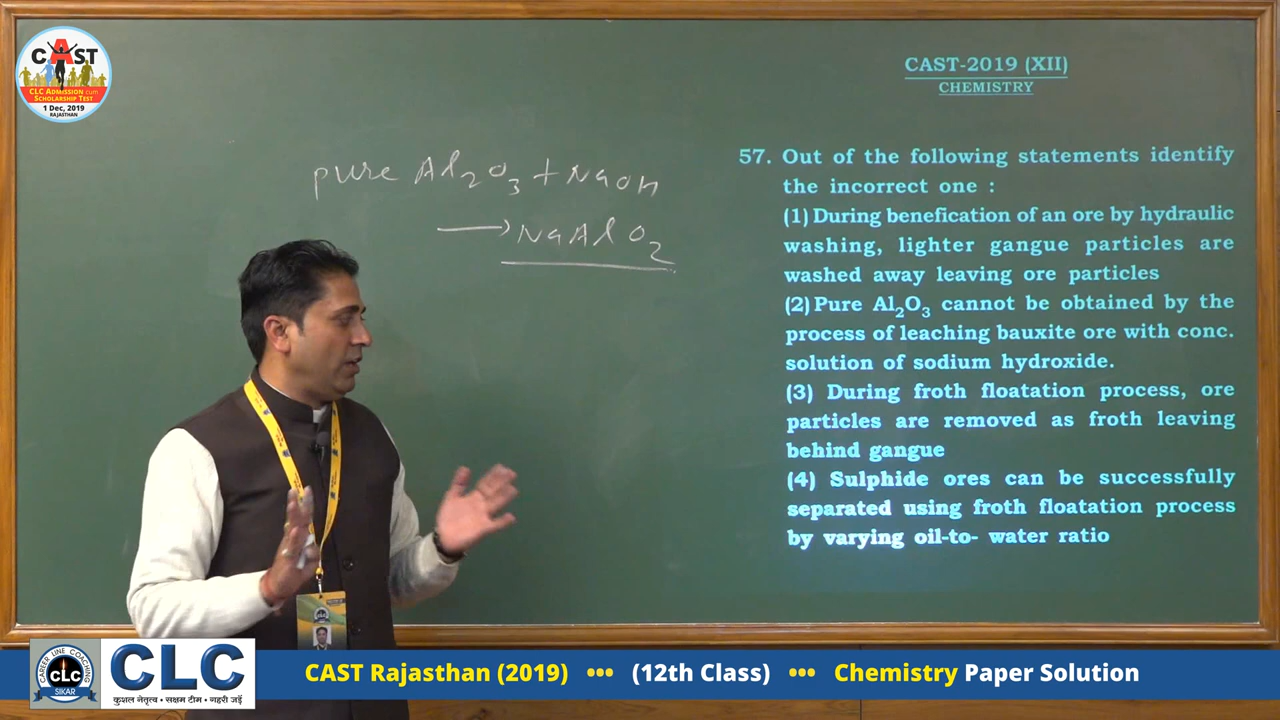 CAST
CLC ADMISSION cum
SCHOLARSHIP TEST
1 Dec, 2019
RAJASTHAN
CAST-2019 (XII)
CHEMISTRY
pure Al2O3 + NaOH
→ NaAlO2
57. Out of the following statements identify
the incorrect one :
(1) During benefication of an ore by hydraulic
washing, lighter gangue particles are
washed away leaving ore particles
(2) Pure Al2O3 cannot be obtained by the
process of leaching bauxite ore with conc.
solution of sodium hydroxide.
(3) During froth floatation process, ore
particles are removed as froth leaving
behind gangue
(4) Sulphide ores can be successfully
separated using froth floatation process
by varying oil-to- water ratio
CAREER LINE COACHING
CLC
SIKAR
CLC
कुशल नेतृत्व • सक्षम टीम • गहरी जड़ें
CAST Rajasthan (2019) ••• (12th Class) ••• Chemistry Paper Solution